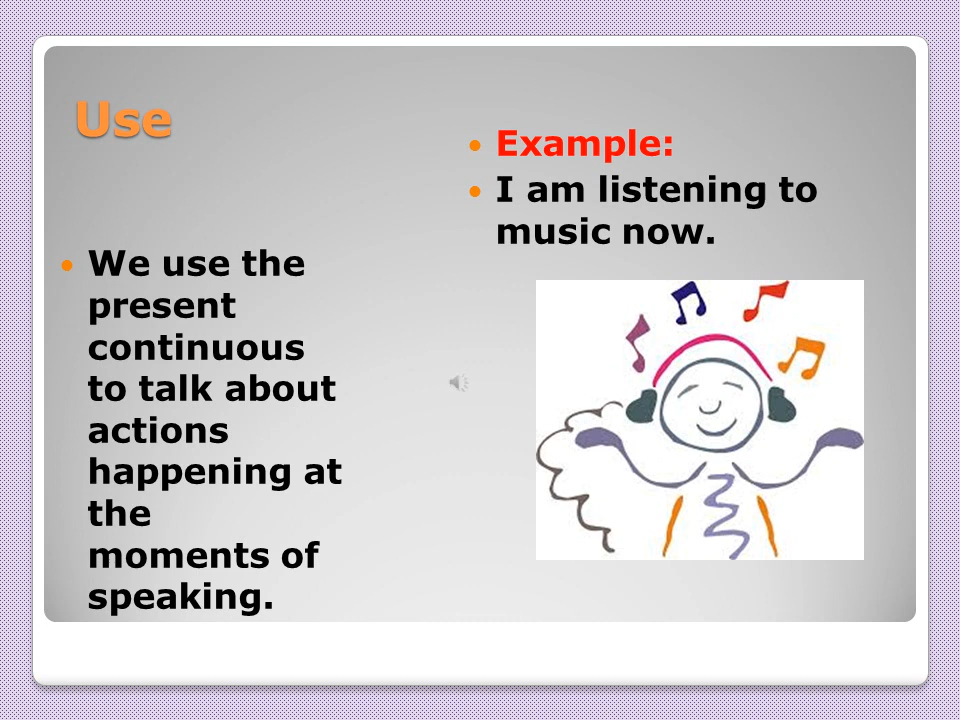 Use
We use the
present
continuous
to talk about
actions
happening at
the
moments of
speaking.
Example:
I am listening to
music now.